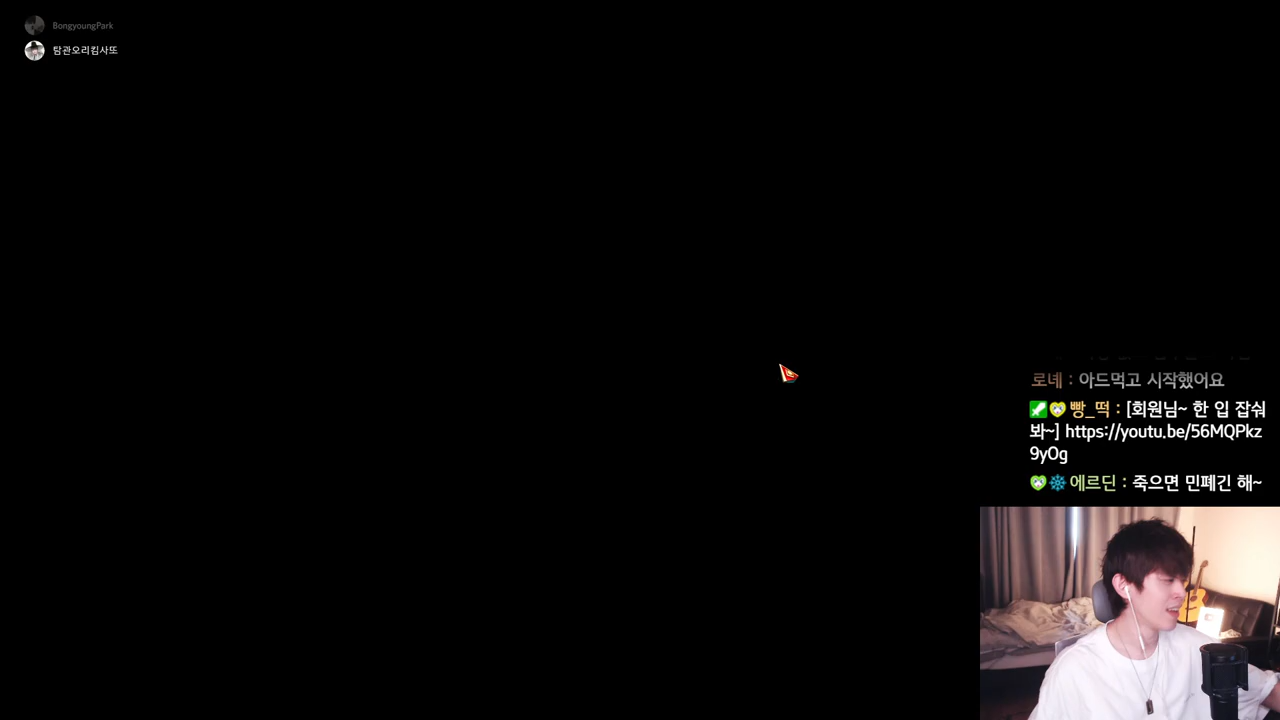 BongyoungPark
탐관오리킴사또
로네 : 아드먹고 시작했어요
빵_떡 : [회원님~ 한 입 잡숴
봐~] https://youtu.be/56MQPkz
9yOg
에르딘 : 죽으면 민폐긴 해~